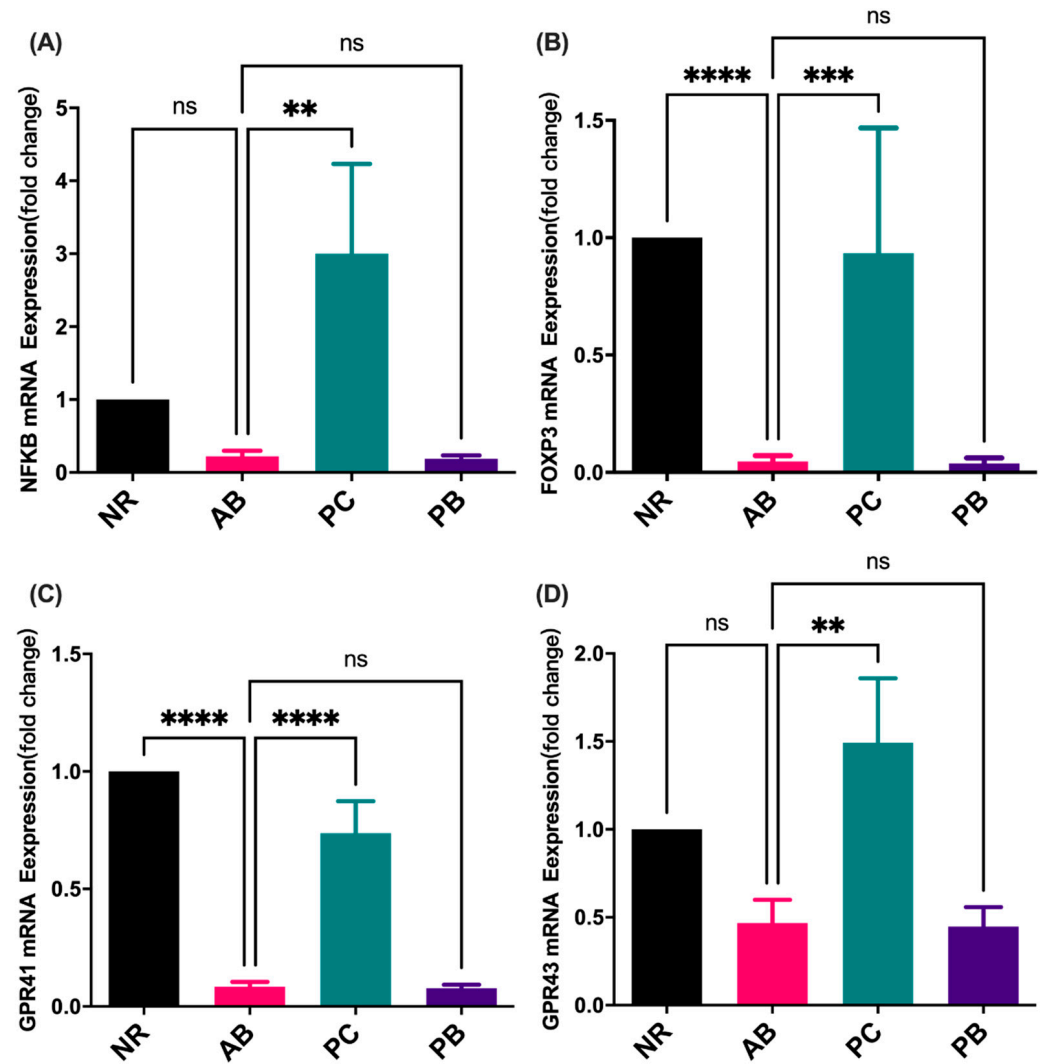 (A)
ns
ns
**
NFKB mRNA Eexpression(fold change)
5
4
3
2
1
0
NR
AB
PC
PB
(B)
ns
****
***
FOXP3 mRNA Eexpression(fold change)
1.5
1.0
0.5
0.0
NR
AB
PC
PB
(C)
ns
****
****
GPR41 mRNA Eexpression(fold change)
1.5
1.0
0.5
0.0
NR
AB
PC
PB
(D)
ns
ns
**
GPR43 mRNA Eexpression(fold change)
2.0
1.5
1.0
0.5
0.0
NR
AB
PC
PB